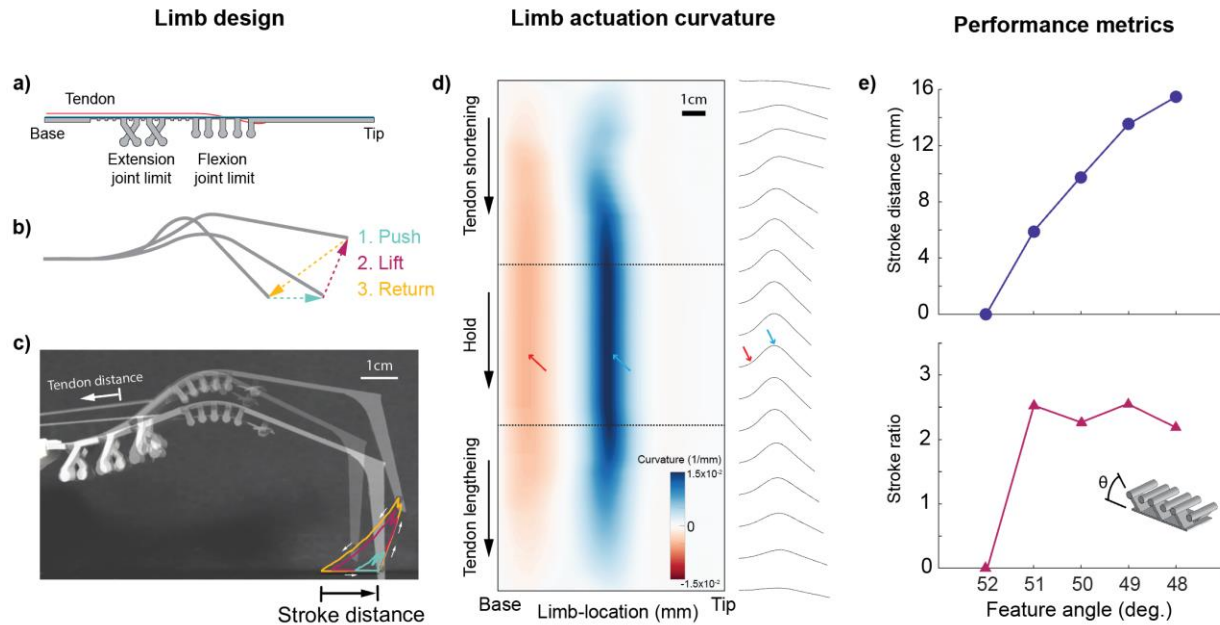 Limb design
Limb actuation curvature
Performance metrics
a)
Tendon
Base
Tip
Extension
joint limit
Flexion
joint limit
b)
1. Push
2. Lift
3. Return
c)
Tendon distance
1cm
Stroke distance
d)
1cm
Tendon shortening
Hold
Tendon lengtheing
Curvature (1/mm)
1.5x10-2
0
-1.5x10-2
Base
Limb-location (mm)
Tip
e)
Stroke distance (mm)
16
12
8
4
0
Stroke ratio
3
2
1
0
θ
52
51
50
49
48
Feature angle (deg.)